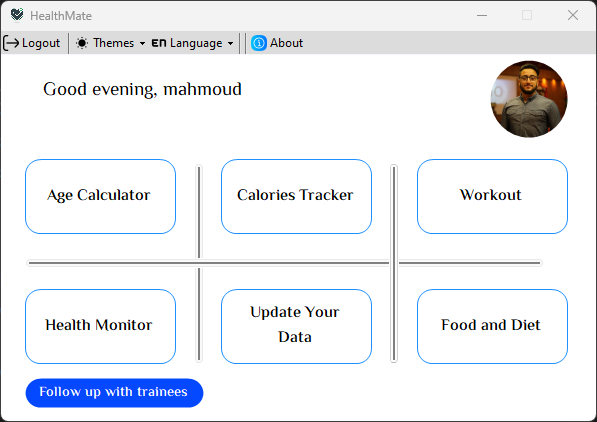 HealthMate
Logout Themes EN Language About
Good evening, mahmoud
Age Calculator Calories Tracker Workout
Health Monitor Update Your Data Food and Diet
Follow up with trainees